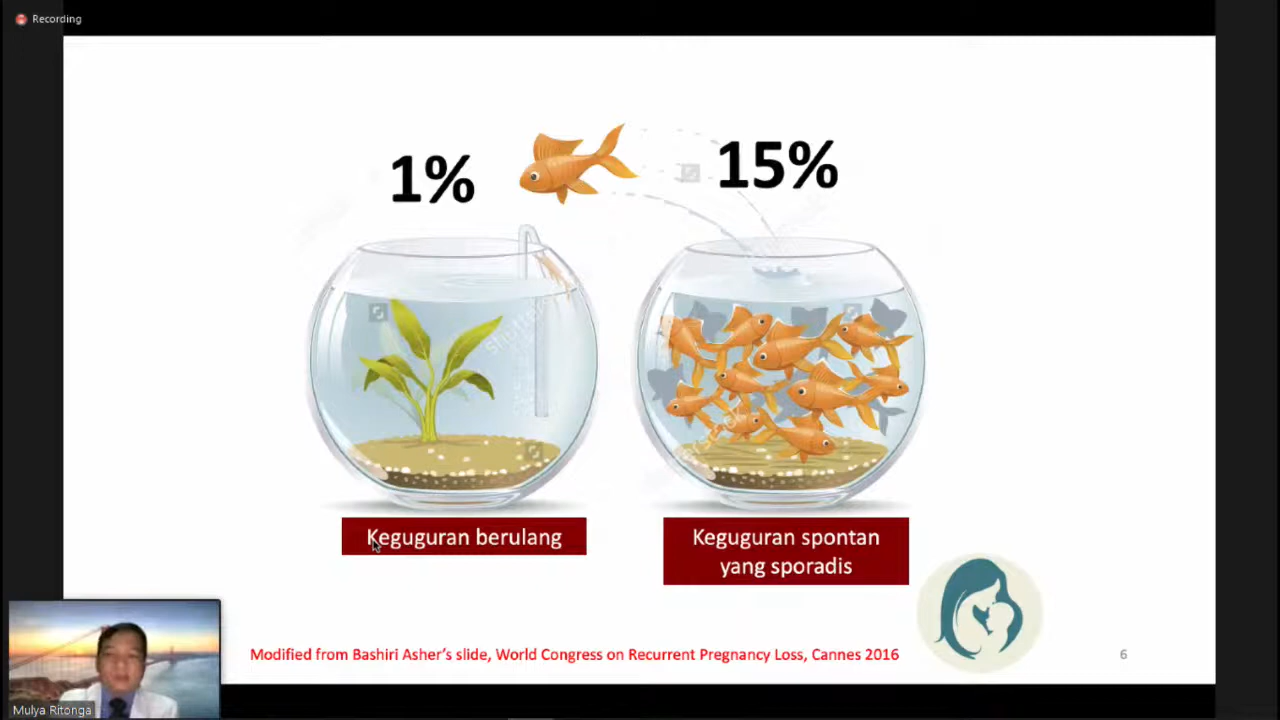 Recording
1%
15%
Keguguran berulang
Keguguran spontan
yang sporadis
Modified from Bashiri Asher's slide, World Congress on Recurrent Pregnancy Loss, Cannes 2016
6
Mulya Ritonga